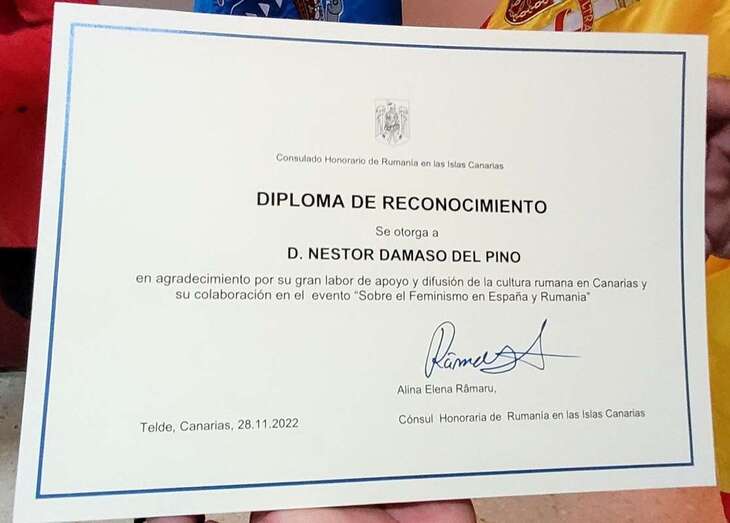 Consulado Honorario de Rumanía en las Islas Canarias
DIPLOMA DE RECONOCIMIENTO
Se otorga a
D. NESTOR DAMASO DEL PINO
en agradecimiento por su gran labor de apoyo y difusión de la cultura rumana en Canarias y
su colaboración en el evento “Sobre el Feminismo en España y Rumania”
Alina Elena Râmaru,
Cónsul Honoraria de Rumanía en las Islas Canarias
Telde, Canarias, 28.11.2022